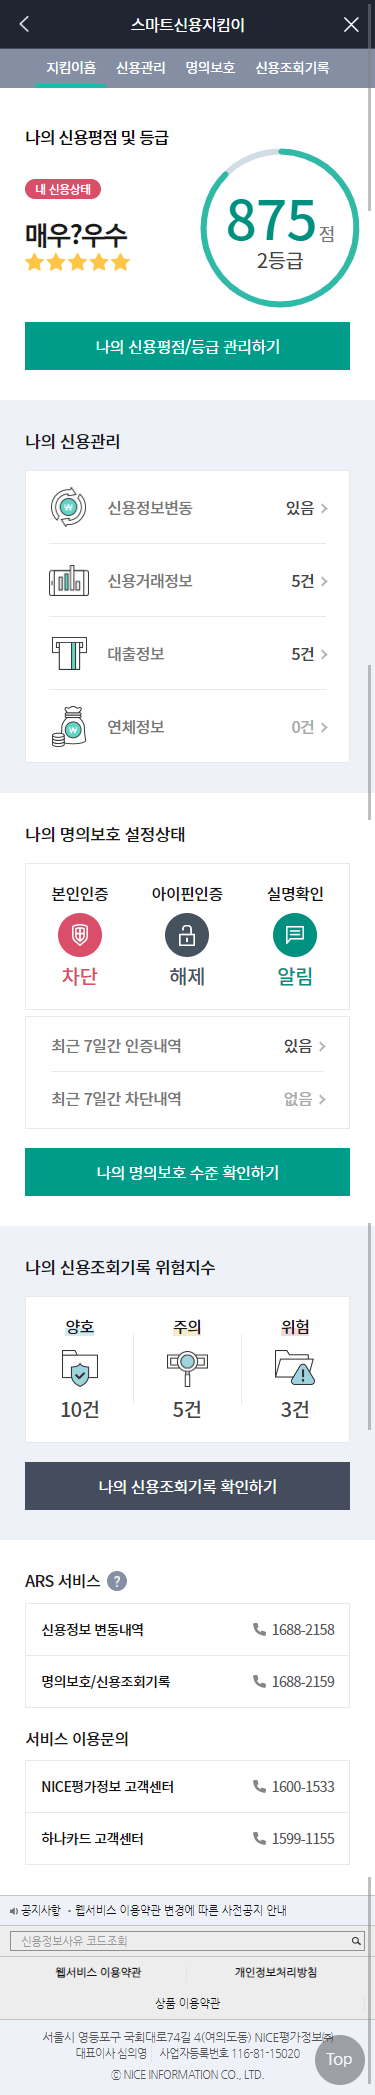 스마트신용지킴이
지킴이홈 신용관리 명의보호 신용조회기록
나의 신용평점 및 등급
내 신용상태
매우?우수
875점
2등급
나의 신용평점/등급 관리하기
나의 신용관리
신용정보변동 있음
신용거래정보 5건
대출정보 5건
연체정보 0건
나의 명의보호 설정상태
본인인증 아이핀인증 실명확인
차단 해제 알림
최근 7일간 인증내역 있음
최근 7일간 차단내역 없음
나의 명의보호 수준 확인하기
나의 신용조회기록 위험지수
양호 주의 위험
10건 5건 3건
나의 신용조회기록 확인하기
ARS 서비스 ?
신용정보 변동내역 1688-2158
명의보호/신용조회기록 1688-2159
서비스 이용문의
NICE평가정보 고객센터 1600-1533
하나카드 고객센터 1599-1155
공지사항 · 웹서비스 이용약관 변경에 따른 사전공지 안내
신용정보사유 코드조회
웹서비스 이용약관 개인정보처리방침
상품 이용약관
서울시 영등포구 국회대로74길 4(여의도동) NICE평가정보㈜
대표이사 심의영 사업자등록번호 116-81-15020
ⓒ NICE INFORMATION CO., LTD.
Top